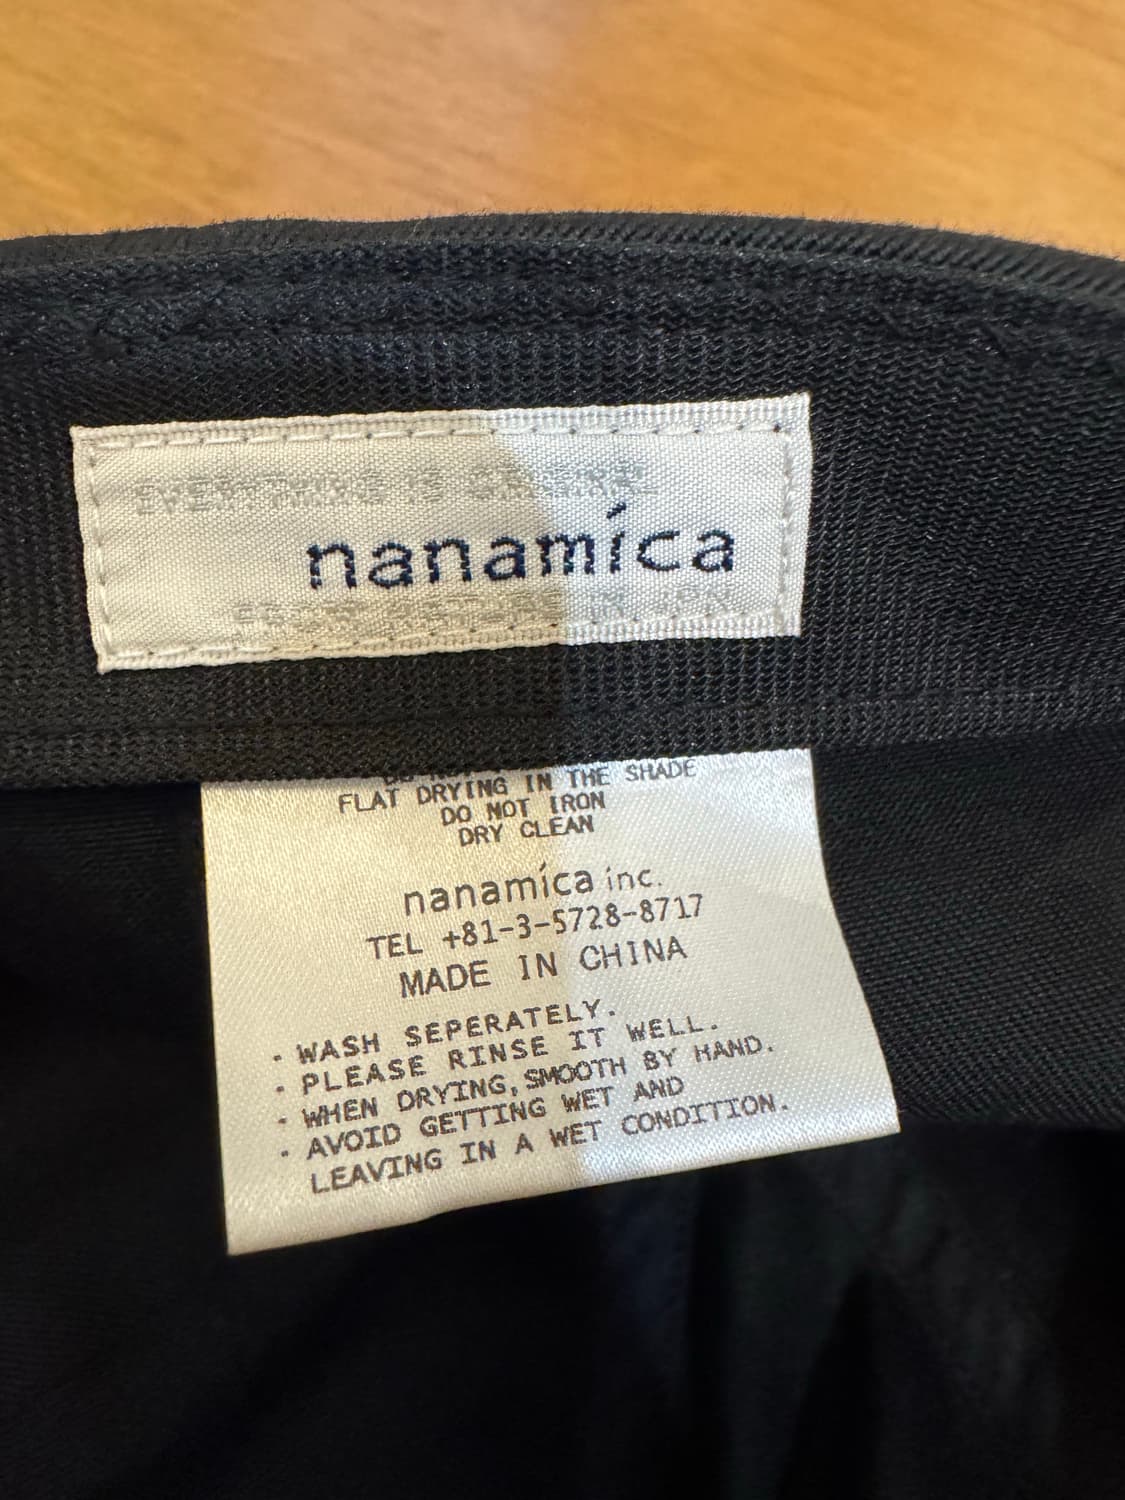 nanamíca
IN THE SHADE
FLAT DRYING
DO NOT IRON
DRY CLEAN
nanamíca inc.
TEL +81-3-5728-8717
MADE IN CHINA
· WASH SEPERATELY.
· PLEASE RINSE IT WELL.
· WHEN DRYING, SMOOTH BY HAND.
· AVOID GETTING WET AND
LEAVING IN A WET CONDITION.